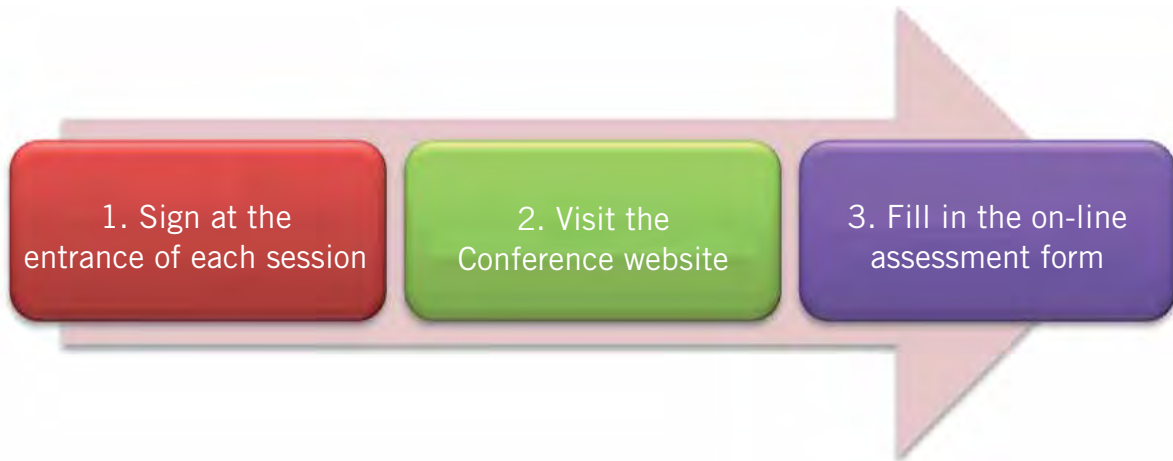 1. Sign at the
entrance of each session
2. Visit the
Conference website
3. Fill in the on-line
assessment form